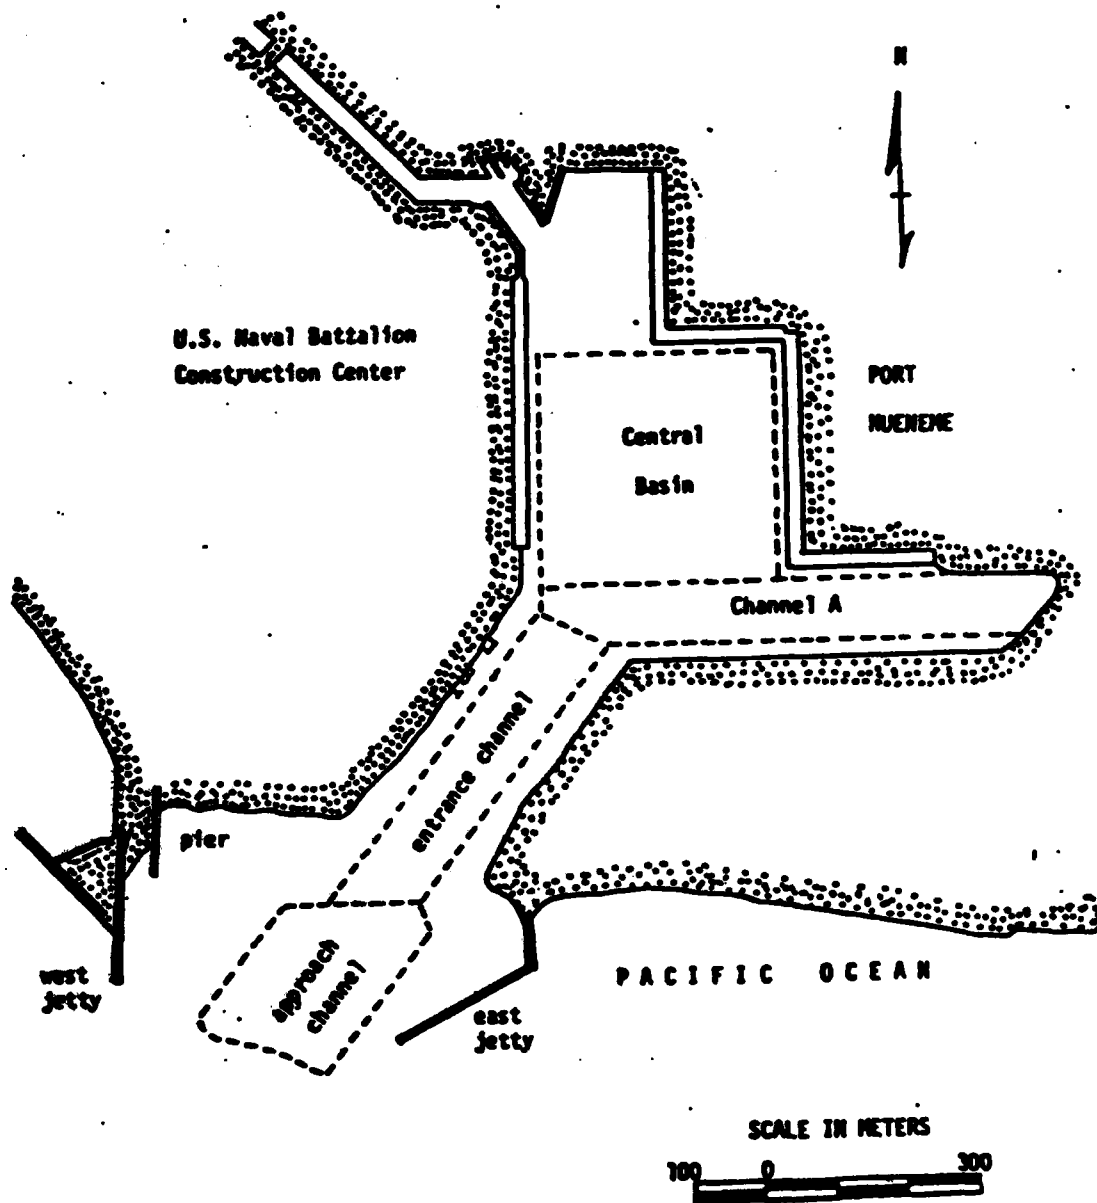 N
U.S. Naval Battalion
Construction Center
PORT
HUENEME
Central
Basin
Channel A
entrance channel
pier
approach
channel
west
jetty
east
jetty
PACIFIC OCEAN
SCALE IN METERS
100 0 300